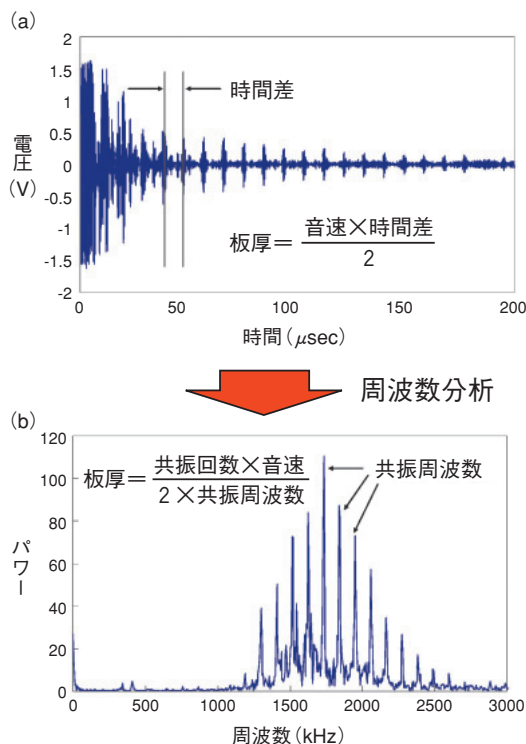 (a)
2
1.5
1
0.5
0
-0.5
-1
-1.5
-2
電圧
(V)
時間差
板厚＝ 音速×時間差
2
0 50 100 150 200
時間(μsec)
周波数分析
(b)
120
100
80
60
40
20
0
パワー
板厚＝ 共振回数×音速
2×共振周波数
共振周波数
0 500 1000 1500 2000 2500 3000
周波数(kHz)